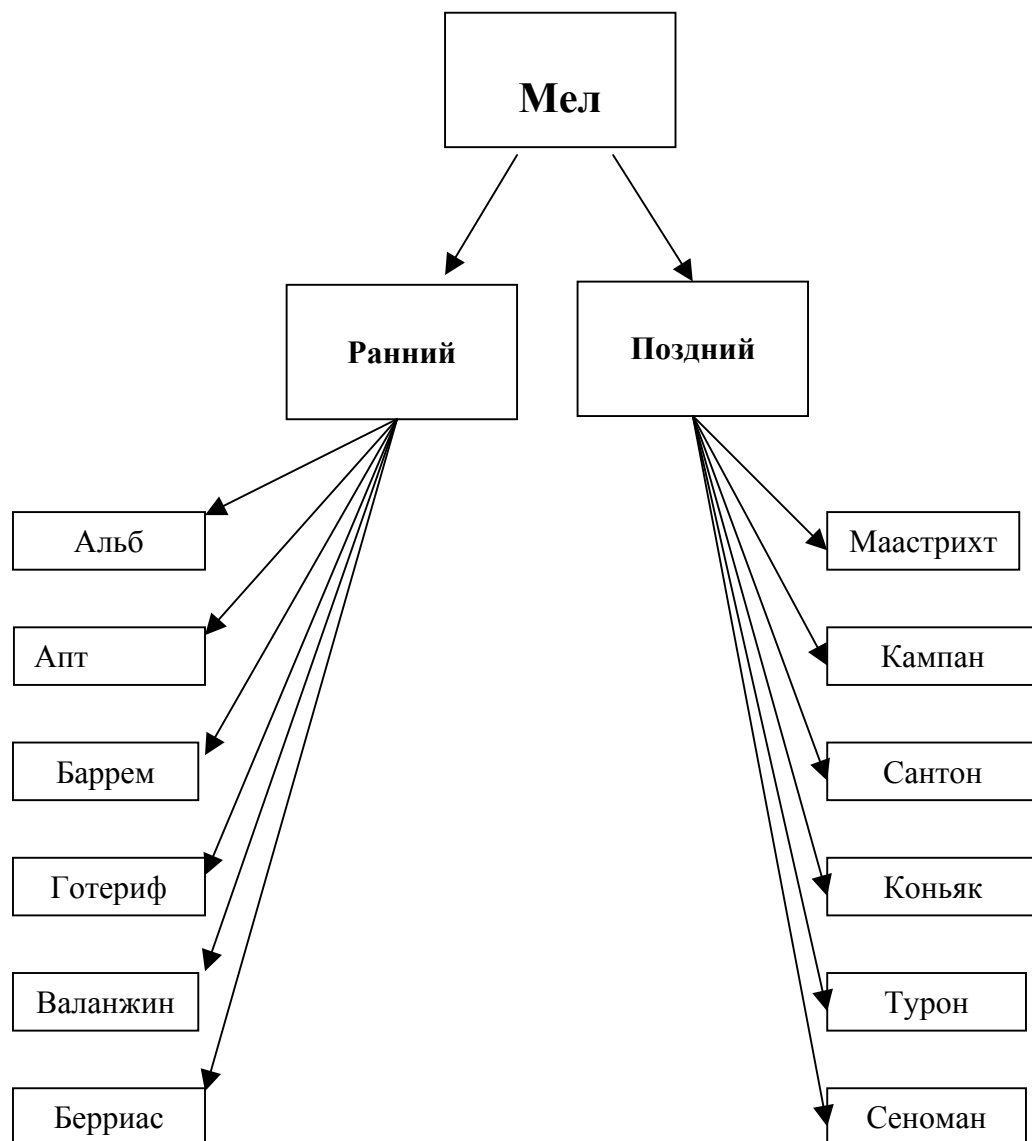 Мел
Ранний
Поздний
Альб
Апт
Баррем
Готериф
Валанжин
Берриас
Маастрихт
Кампан
Сантон
Коньяк
Турон
Сеноман